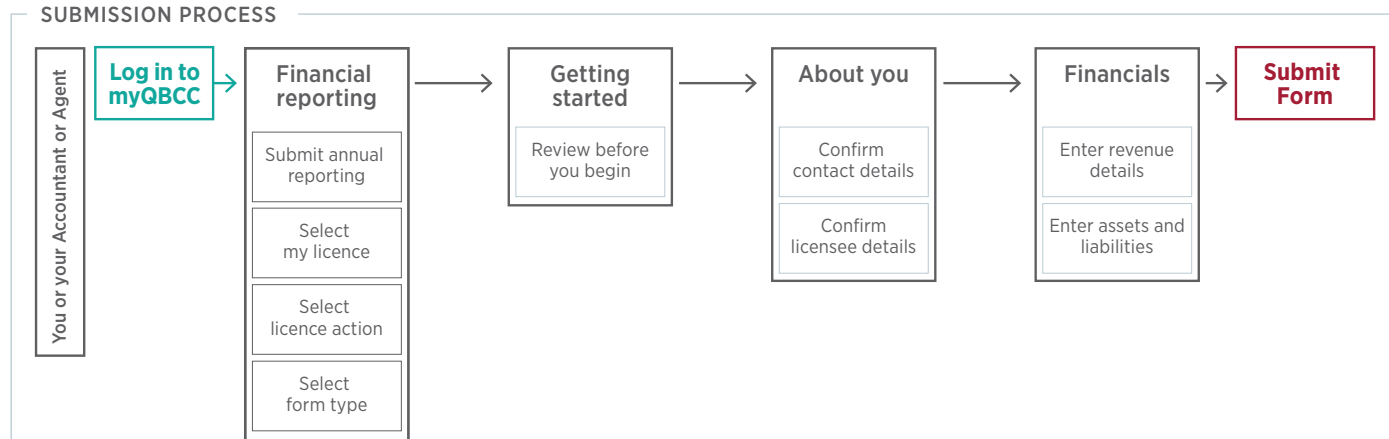 SUBMISSION PROCESS
You or your Accountant or Agent
Log in to
myQBCC
Financial
reporting
Submit annual
reporting
Select
my licence
Select
licence action
Select
form type
Getting
started
Review before
you begin
About you
Confirm
contact details
Confirm
licensee details
Financials
Enter revenue
details
Enter assets and
liabilities
Submit
Form